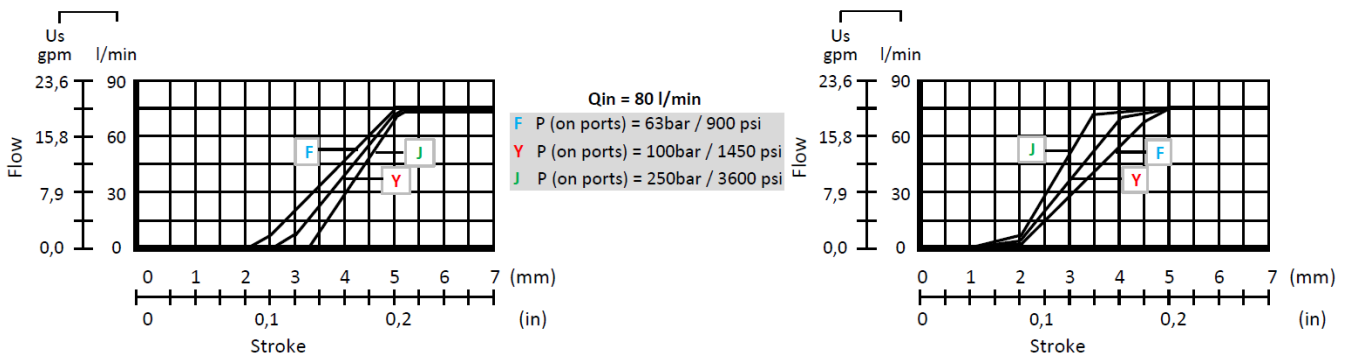 Us
gpm l/min
23,6 90
15,8 60
7,9 30
0,0 0
Flow
F
J
Y
0 1 2 3 4 5 6 7 (mm)
0 0,1 0,2 (in)
Stroke
Qin = 80 l/min
F P (on ports) = 63bar / 900 psi
Y P (on ports) = 100bar / 1450 psi
J P (on ports) = 250bar / 3600 psi
Us
gpm l/min
23,6 90
15,8 60
7,9 30
0,0 0
Flow
J
F
Y
0 1 2 3 4 5 6 7 (mm)
0 0,1 0,2 (in)
Stroke